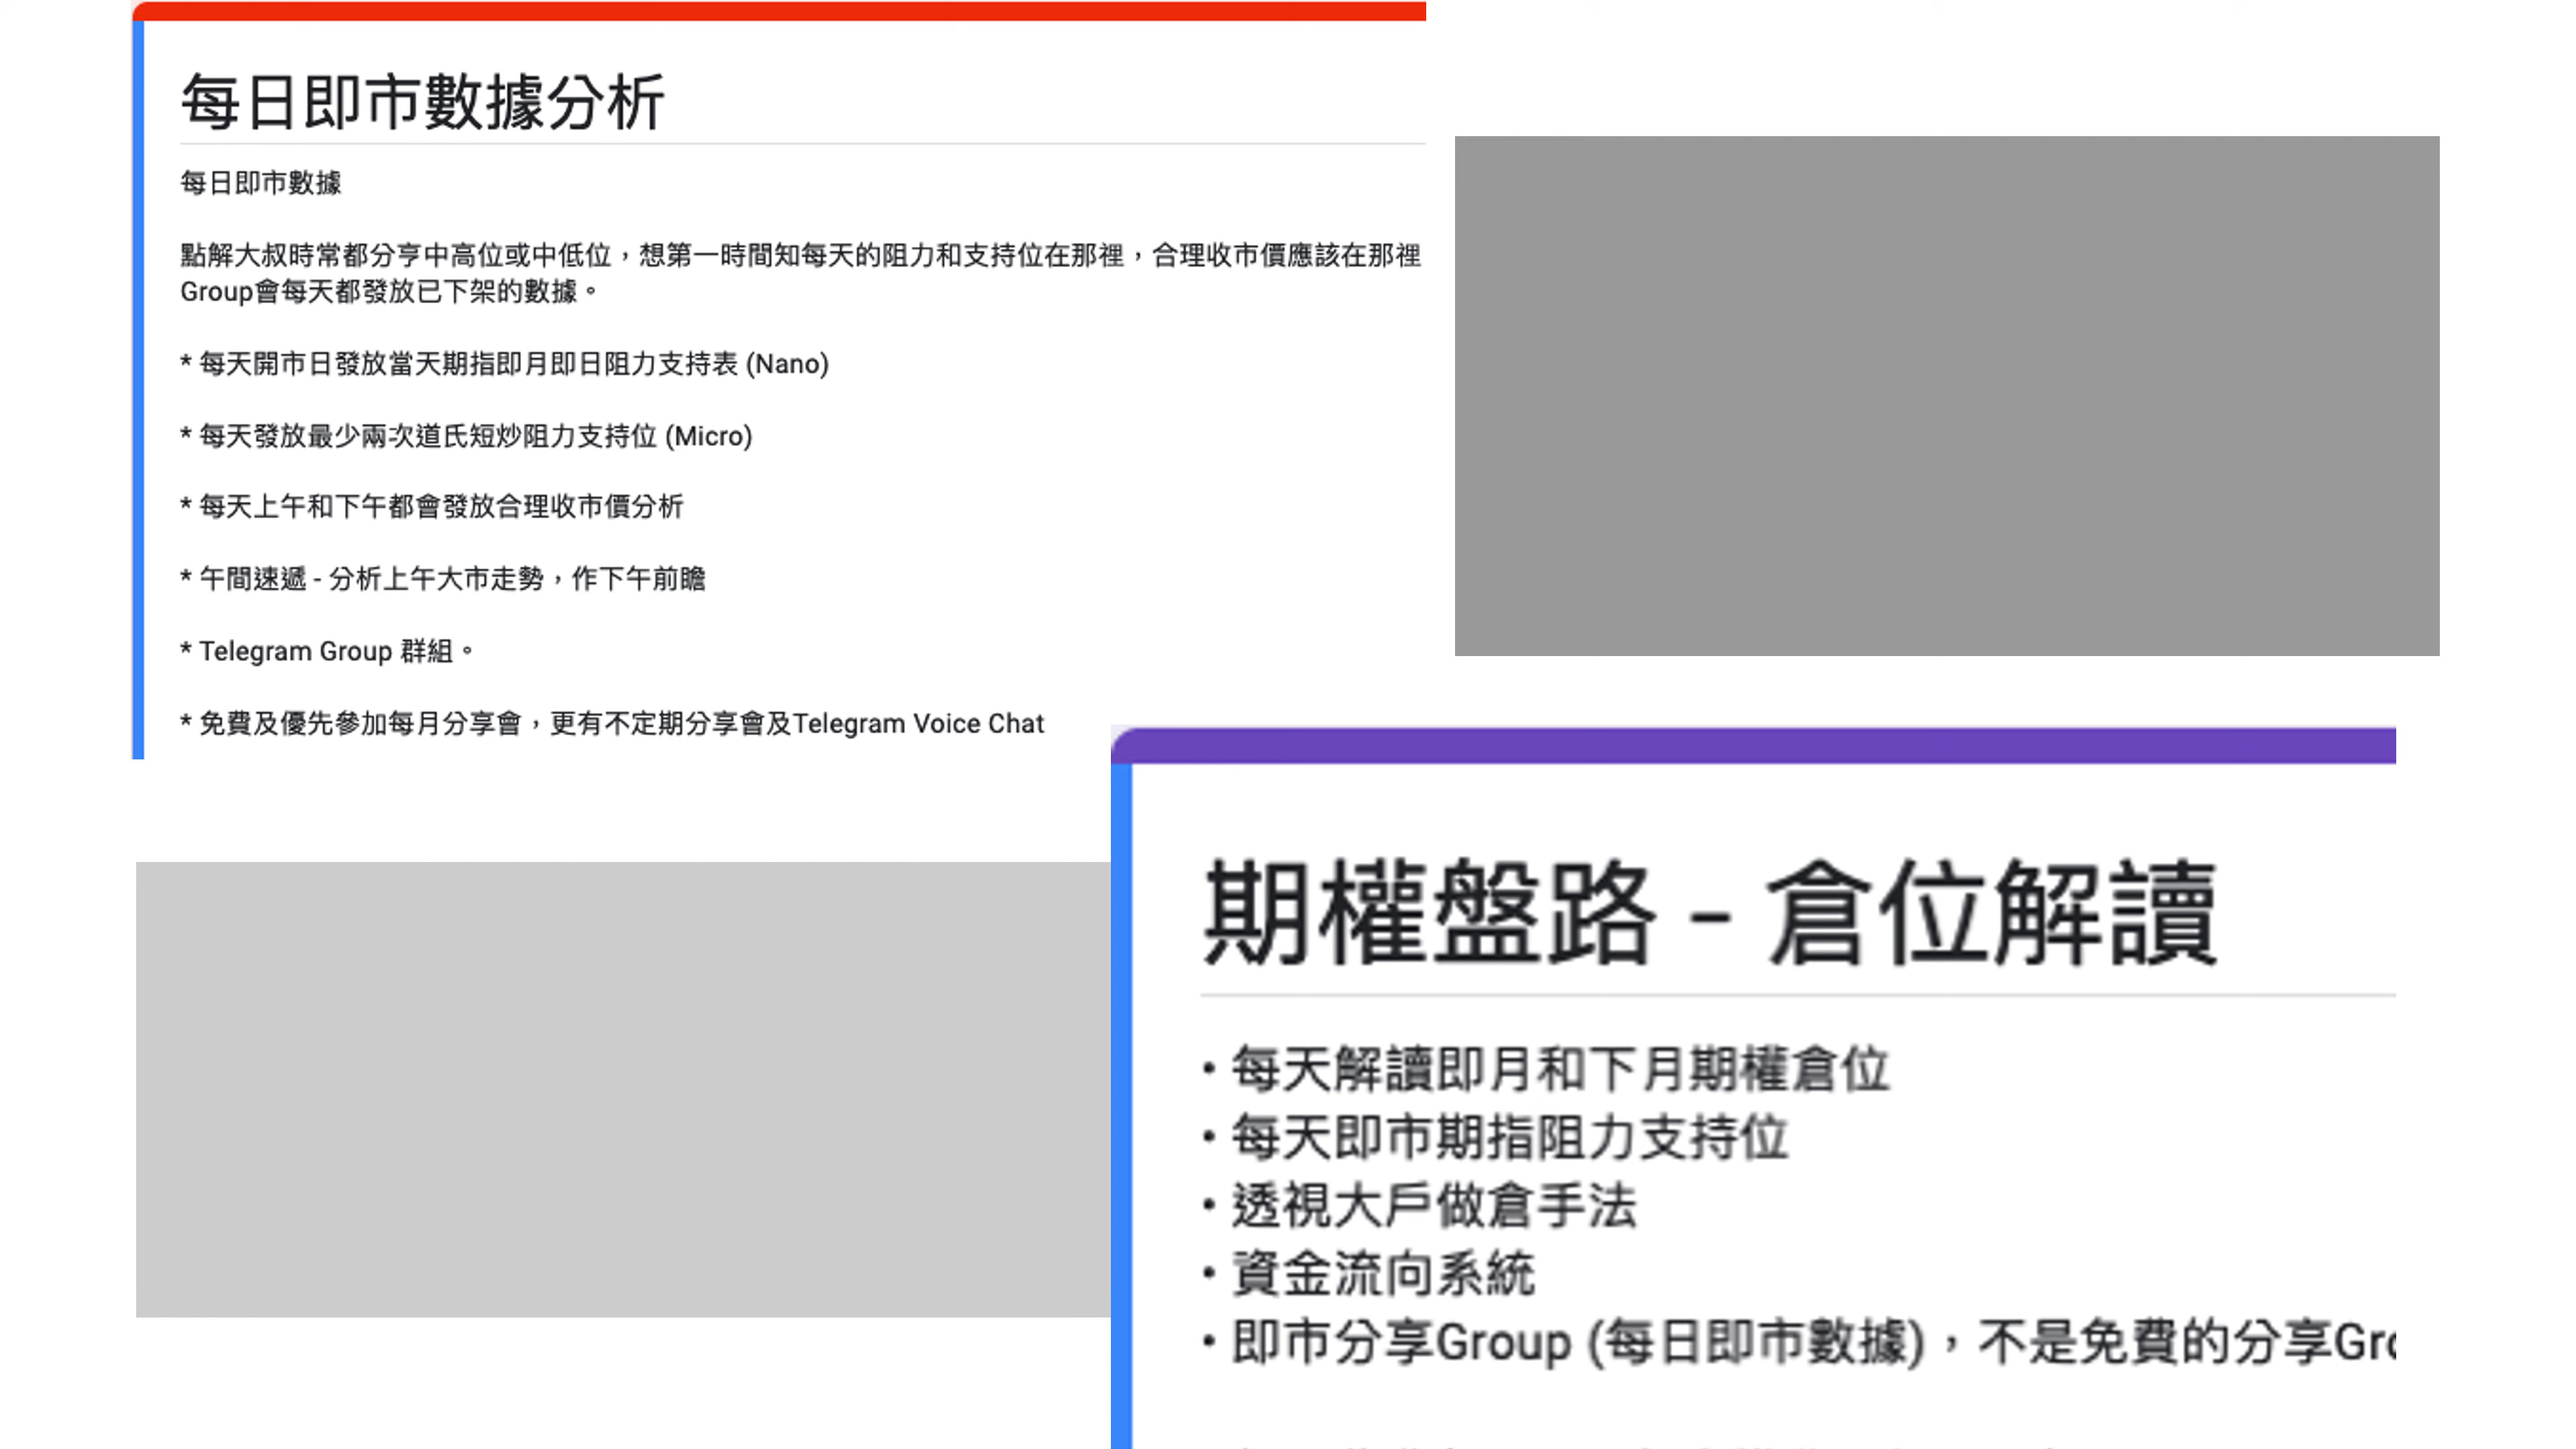 每日即市數據分析
每日即市數據
點解大叔時常都分亨中高位或中低位，想第一時間知每天的阻力和支持位在那裡，合理收市價應該在那裡
Group會每天都發放已下架的數據。
* 每天開市日發放當天期指即月即日阻力支持表 (Nano)
* 每天發放最少兩次道氏短炒阻力支持位 (Micro)
* 每天上午和下午都會發放合理收市價分析
* 午間速遞 - 分析上午大市走勢，作下午前瞻
* Telegram Group 群組。
* 免費及優先參加每月分享會，更有不定期分享會及Telegram Voice Chat
期權盤路 - 倉位解讀
• 每天解讀即月和下月期權倉位
• 每天即市期指阻力支持位
• 透視大戶做倉手法
• 資金流向系統
• 即市分享Group (每日即市數據)，不是免費的分享Gro